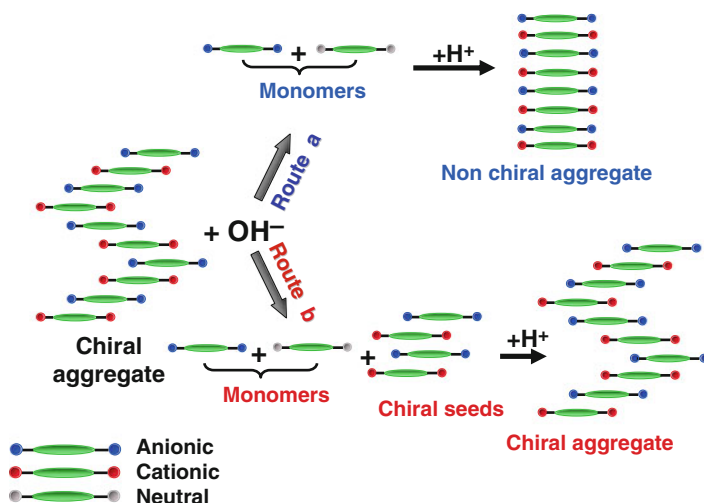 +
+H⁺
Monomers
Non chiral aggregate
Route a
+ OH⁻
Route b
Chiral
aggregate
+ +
+H⁺
Monomers
Chiral seeds
Chiral aggregate
Anionic
Cationic
Neutral